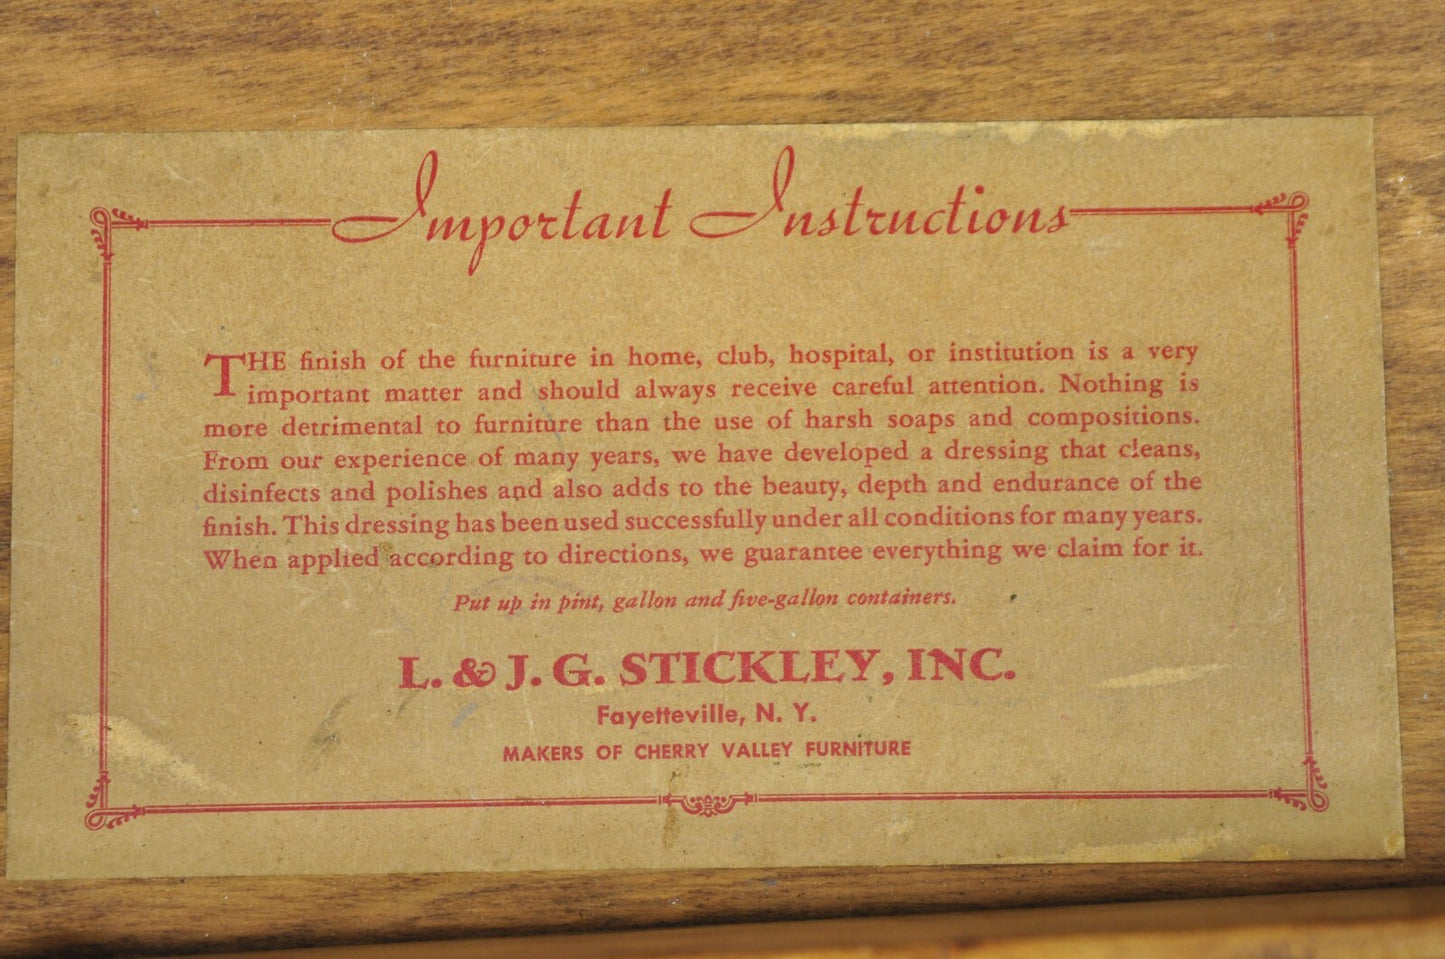 Important Instructions
THE finish of the furniture in home, club, hospital, or institution is a very
important matter and should always receive careful attention. Nothing is
more detrimental to furniture than the use of harsh soaps and compositions.
From our experience of many years, we have developed a dressing that cleans,
disinfects and polishes and also adds to the beauty, depth and endurance of the
finish. This dressing has been used successfully under all conditions for many years.
When applied according to directions, we guarantee everything we claim for it.
Put up in pint, gallon and five-gallon containers.
L. & J. G. STICKLEY, INC.
Fayetteville, N. Y.
MAKERS OF CHERRY VALLEY FURNITURE